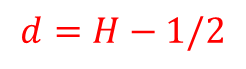 d = H − 1/2